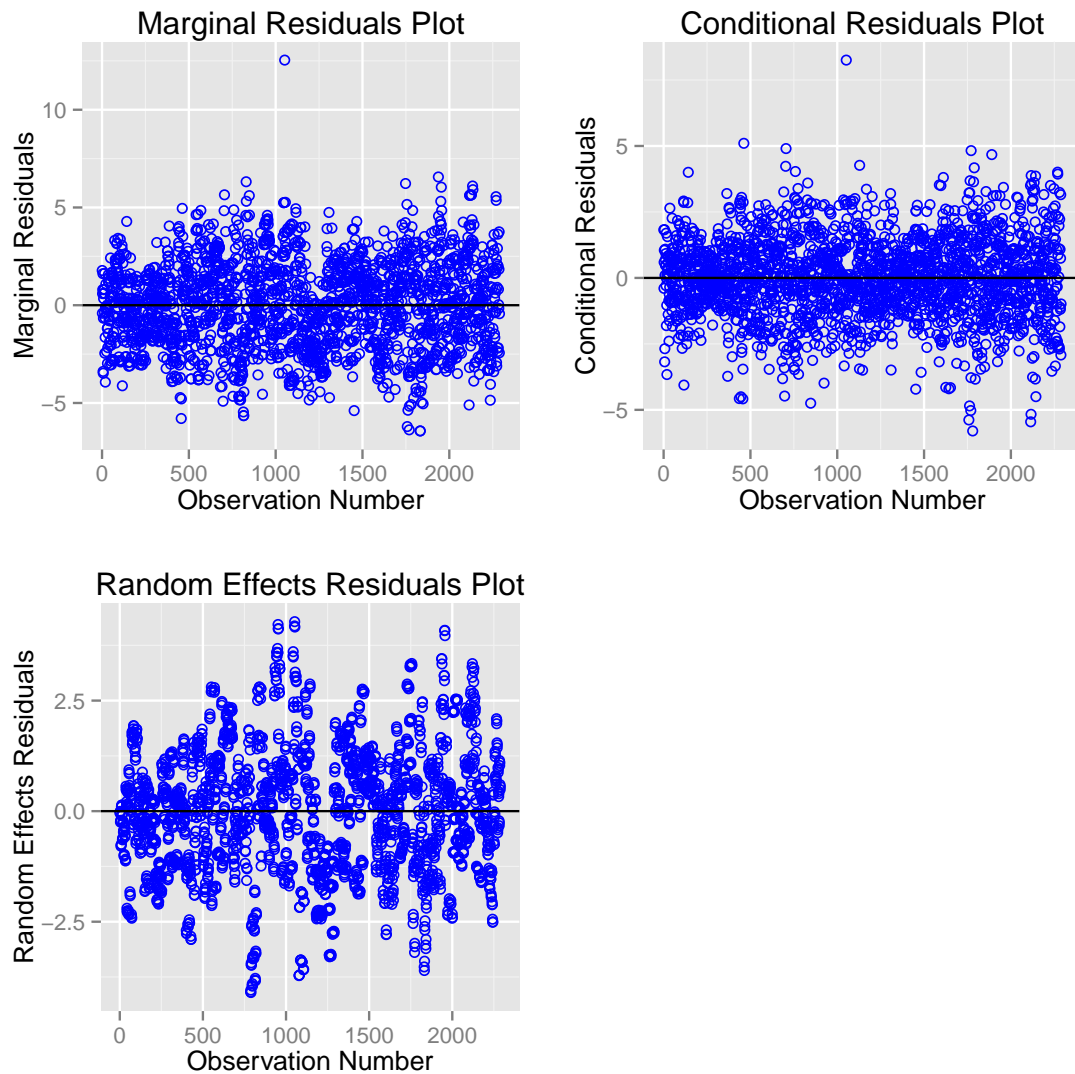 Marginal Residuals Plot
Marginal Residuals
10
5
0
−5
0 500 1000 1500 2000
Observation Number
Conditional Residuals Plot
Conditional Residuals
5
0
−5
0 500 1000 1500 2000
Observation Number
Random Effects Residuals Plot
Random Effects Residuals
2.5
0.0
−2.5
0 500 1000 1500 2000
Observation Number